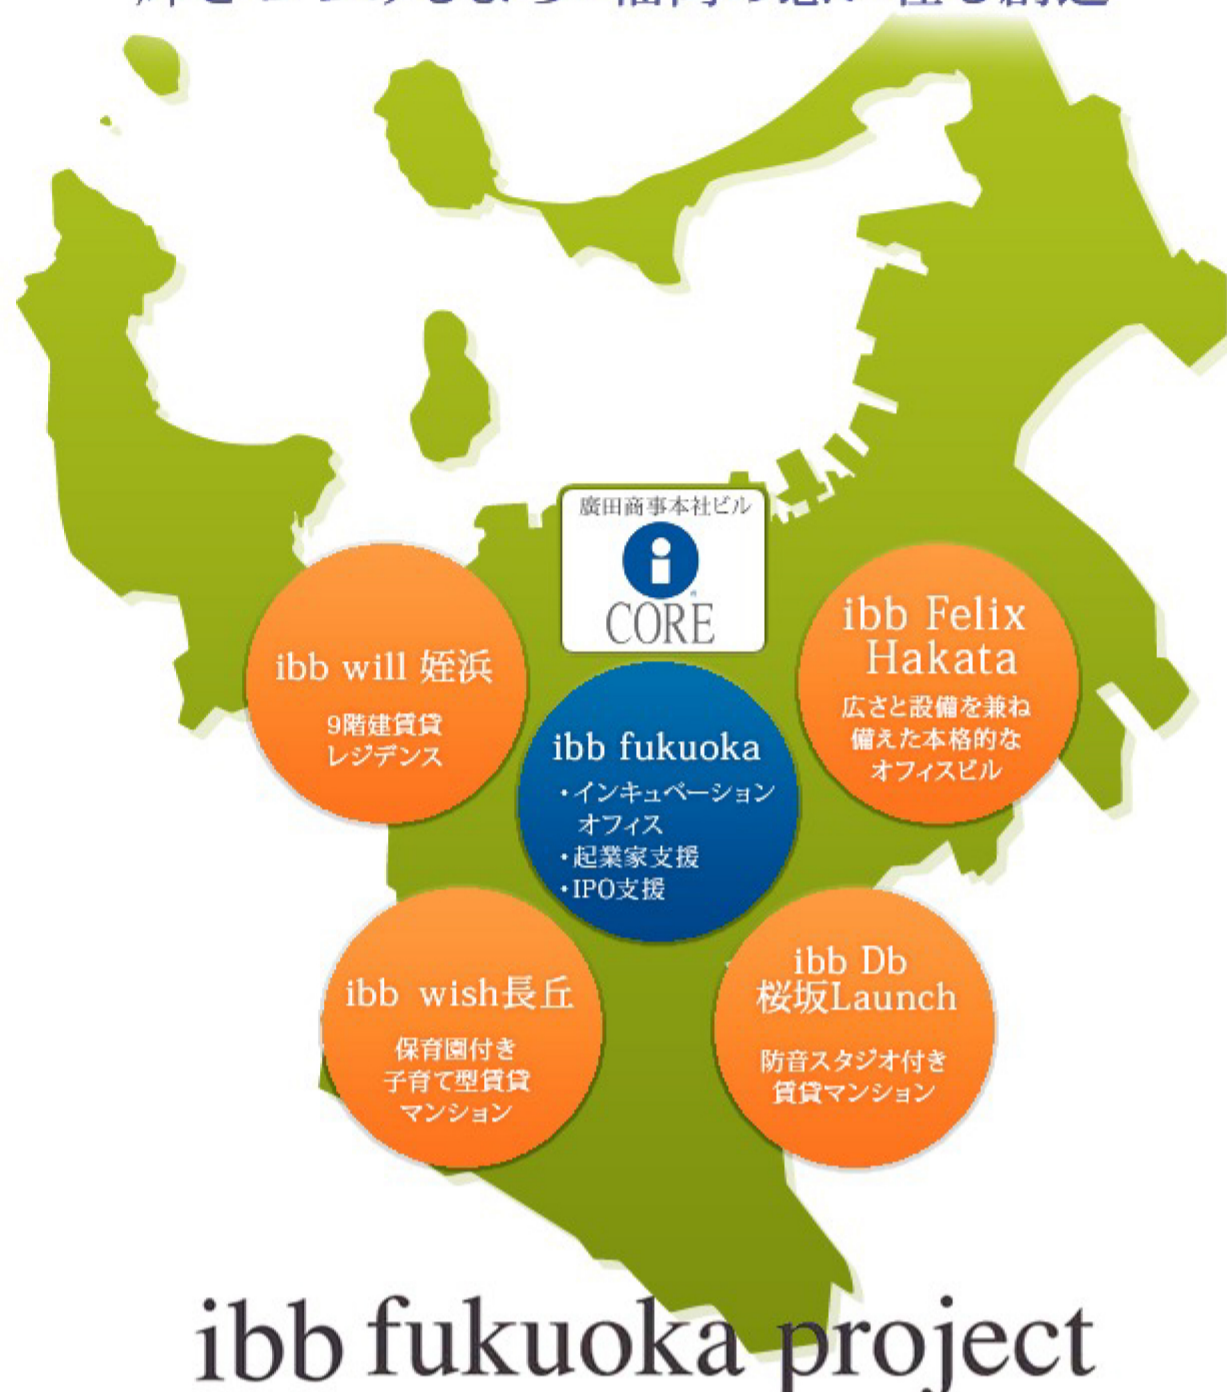 廣田商事本社ビル
CORE
ibb will 姪浜
9階建賃貸
レジデンス
ibb Felix
Hakata
広さと設備を兼ね
備えた本格的な
オフィスビル
ibb fukuoka
・インキュベーション
オフィス
・起業家支援
・IPO支援
ibb wish長丘
保育園付き
子育て型賃貸
マンション
ibb Db
桜坂Launch
防音スタジオ付き
賃貸マンション
ibb fukuoka project